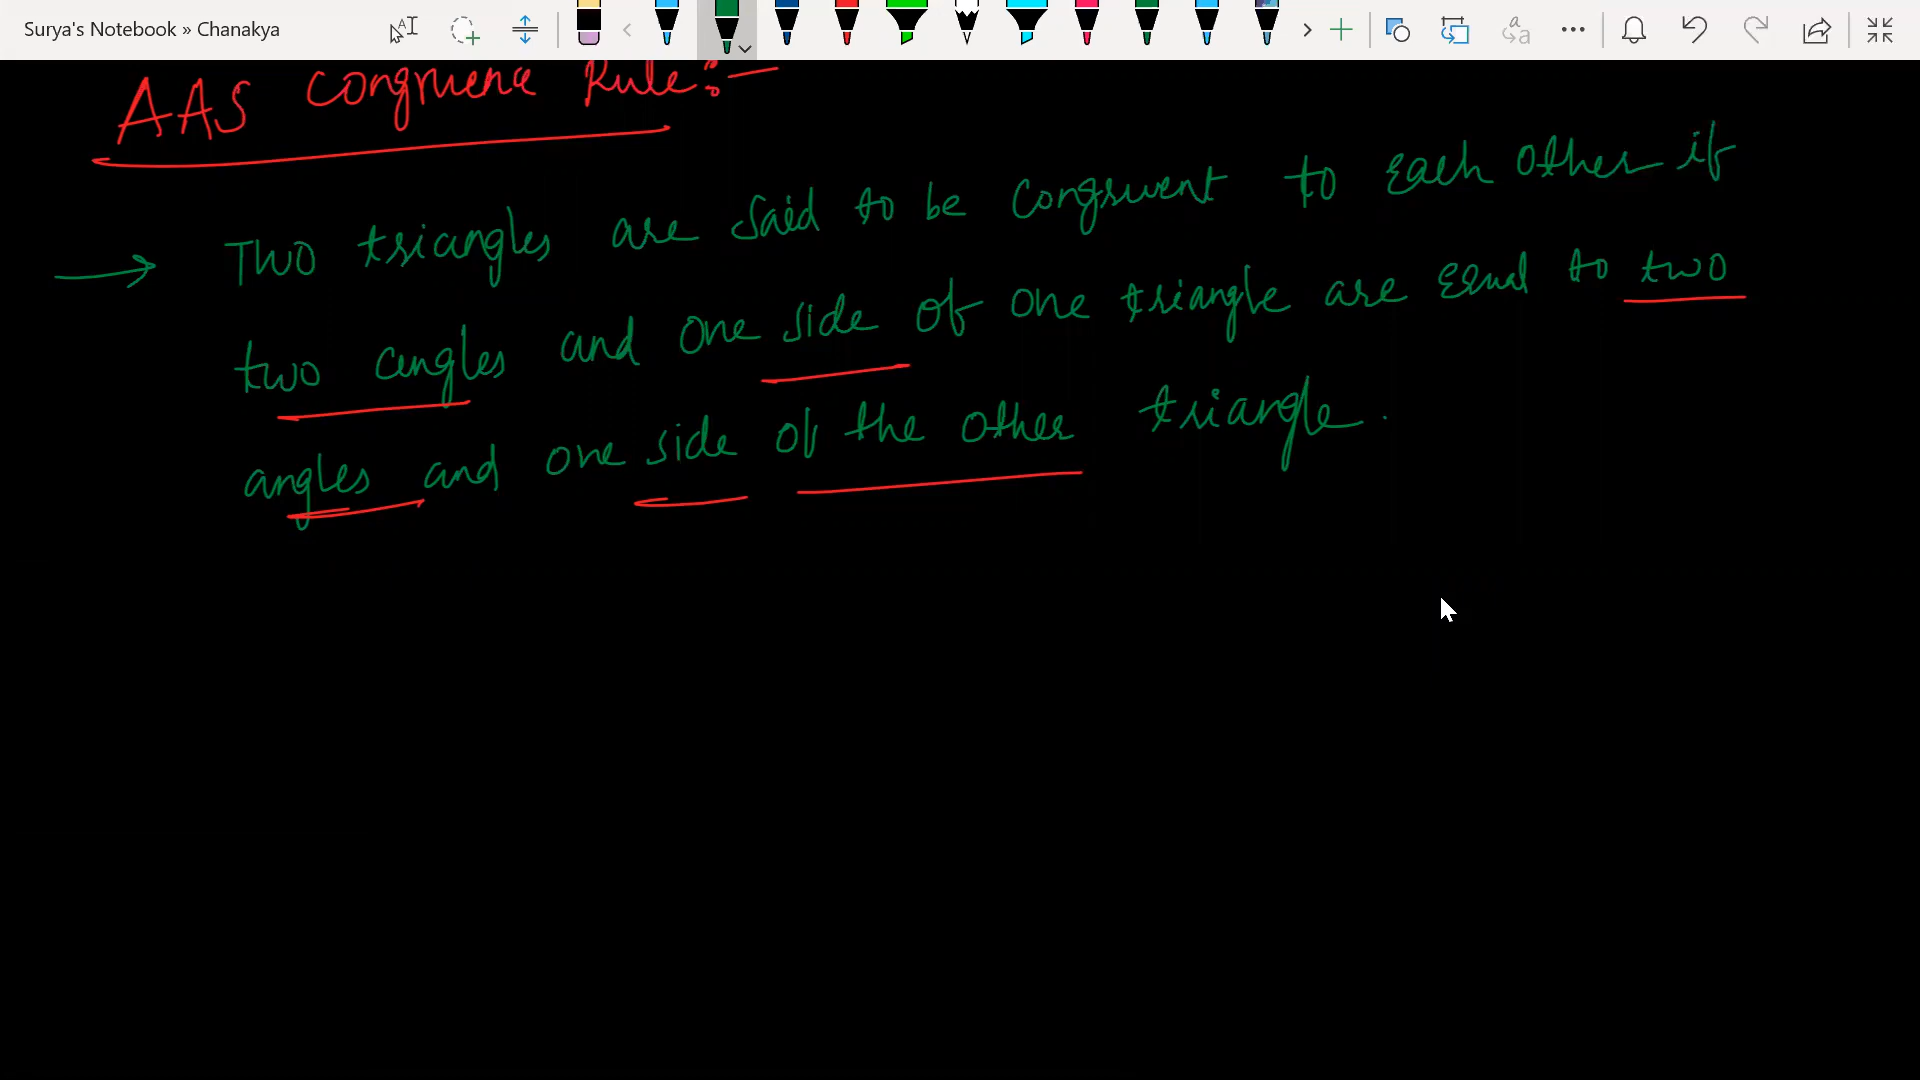 Surya's Notebook » Chanakya
AAS Congruence Rule:-
→ Two triangles are said to be congruent to each other if
two angles and one side of one triangle are equal to two
angles and one side of the other triangle.